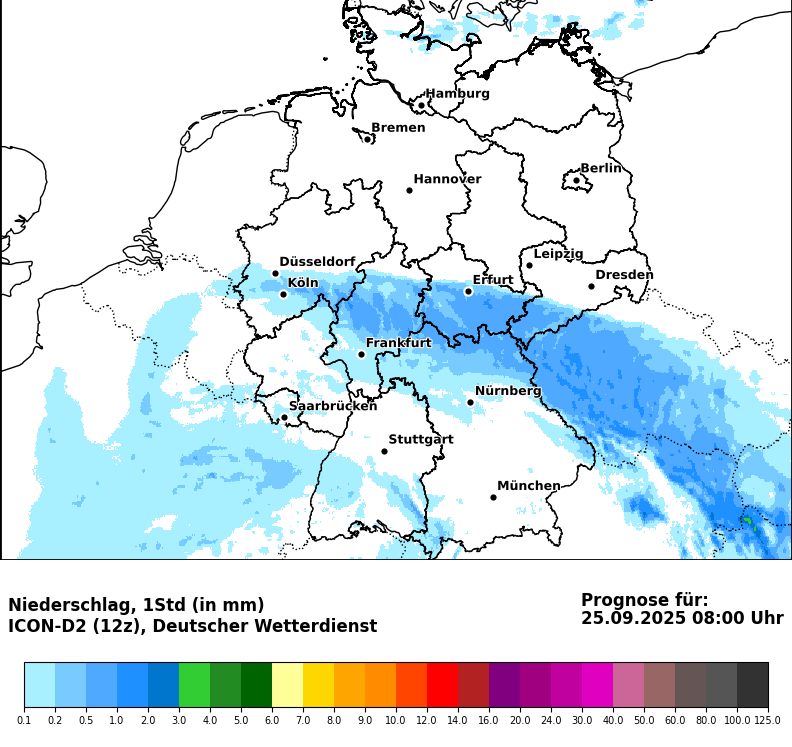 Hamburg
Bremen
Berlin
Hannover
Leipzig
Düsseldorf
Dresden
Erfurt
Köln
Frankfurt
Nürnberg
Saarbrücken
Stuttgart
München
Niederschlag, 1Std (in mm)
ICON-D2 (12z), Deutscher Wetterdienst
Prognose für:
25.09.2025 08:00 Uhr
0.1 0.2 0.5 1.0 2.0 3.0 4.0 5.0 6.0 7.0 8.0 9.0 10.0 12.0 14.0 16.0 20.0 24.0 30.0 40.0 50.0 60.0 80.0 100.0 125.0